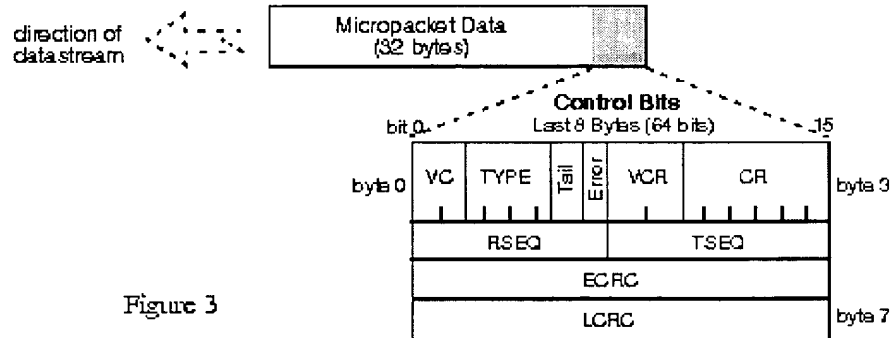 direction of
datastream
Micropacket Data
(32 bytes)
Control Bits
bit 0 Last 8 Bytes (64 bits) 15
byte 0 VC TYPE Tail Error VCR CR byte 3
RSEQ TSEQ
ECRC
LCRC byte 7
Figure 3